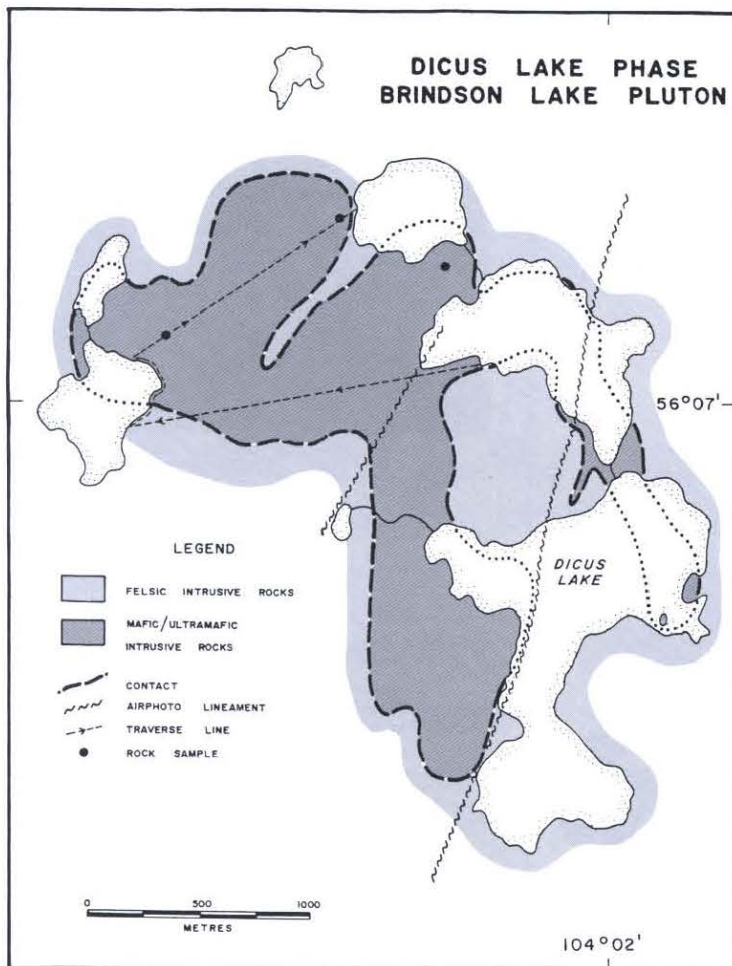 DICUS LAKE PHASE
BRINDSON LAKE PLUTON
56°07'
DICUS
LAKE
LEGEND
FELSIC INTRUSIVE ROCKS
MAFIC/ULTRAMAFIC
INTRUSIVE ROCKS
CONTACT
AIRPHOTO LINEAMENT
TRAVERSE LINE
ROCK SAMPLE
0 500 1000
METRES
104°02'